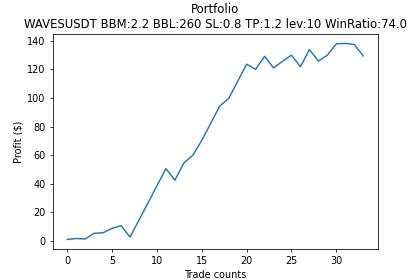 Portfolio
WAVESUSDT BBM:2.2 BBL:260 SL:0.8 TP:1.2 lev:10 WinRatio:74.0
140
120
100
80
60
40
20
0
Profit ($)
0 5 10 15 20 25 30
Trade counts